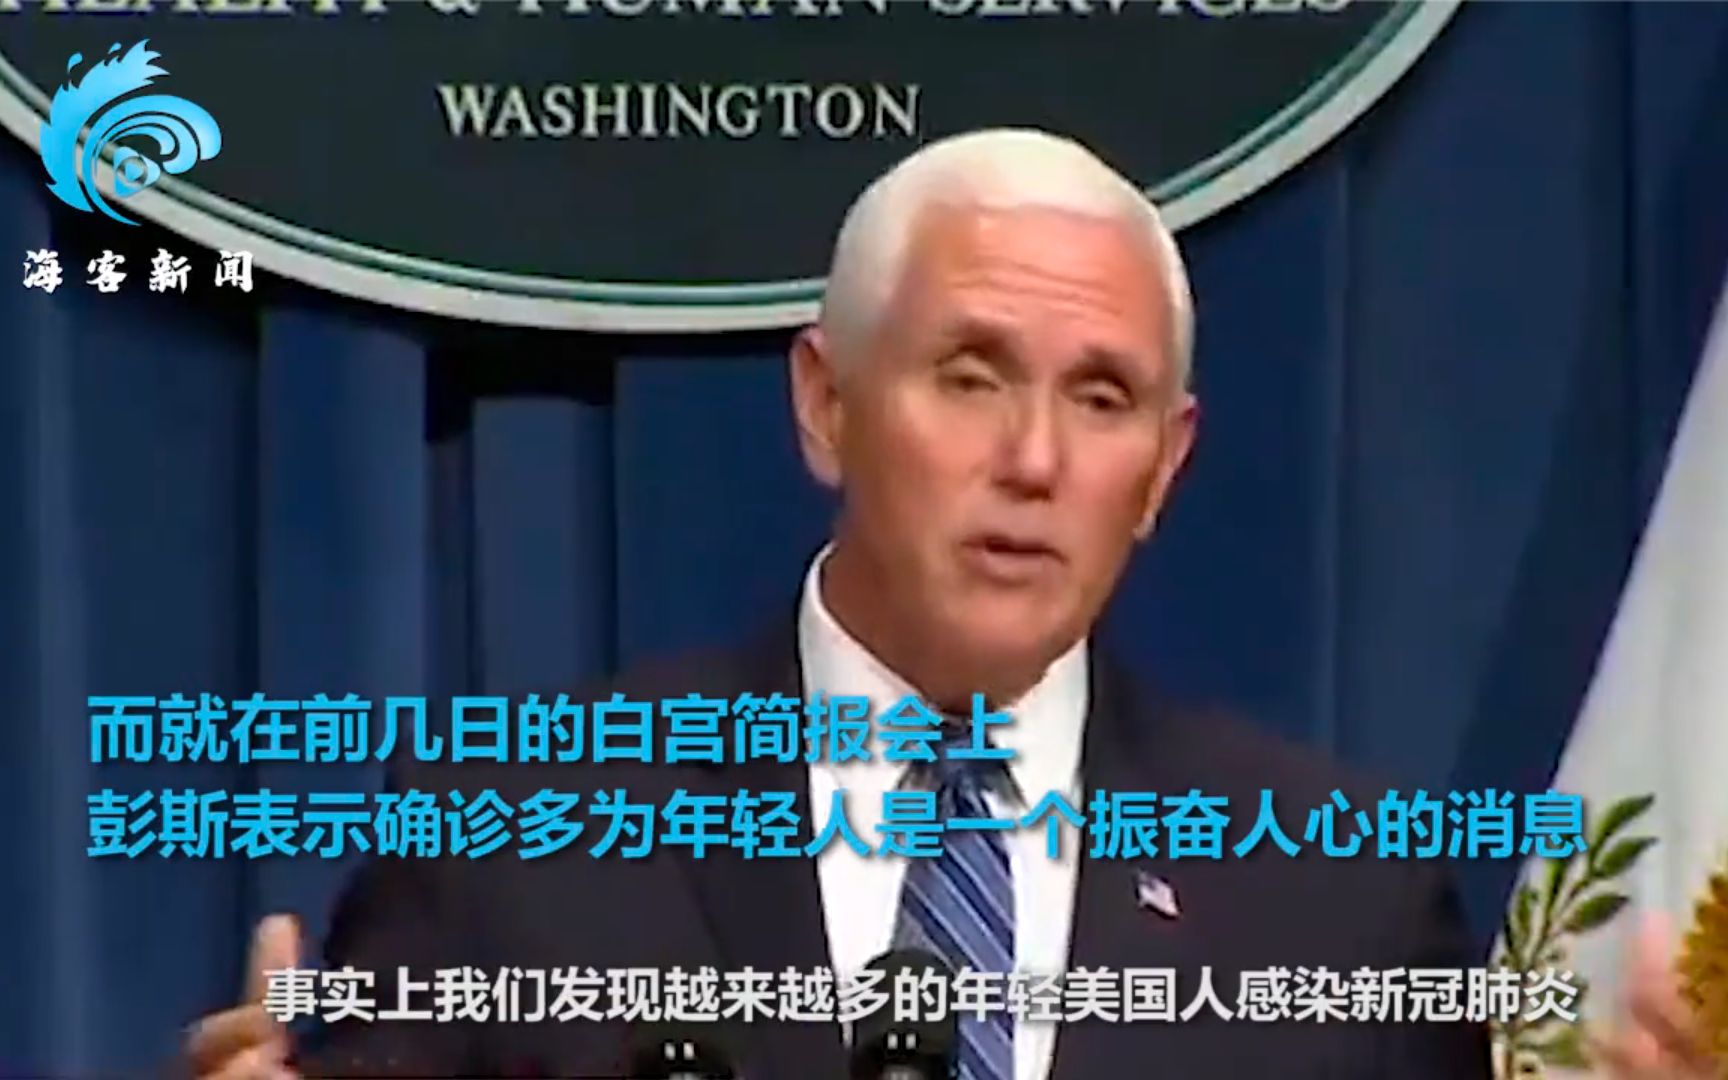 HEALTH & HUMAN SERVICES
WASHINGTON
海客新闻
而就在前几日的白宫简报会上
彭斯表示确诊多为年轻人是一个振奋人心的消息
事实上我们发现越来越多的年轻美国人感染新冠肺炎